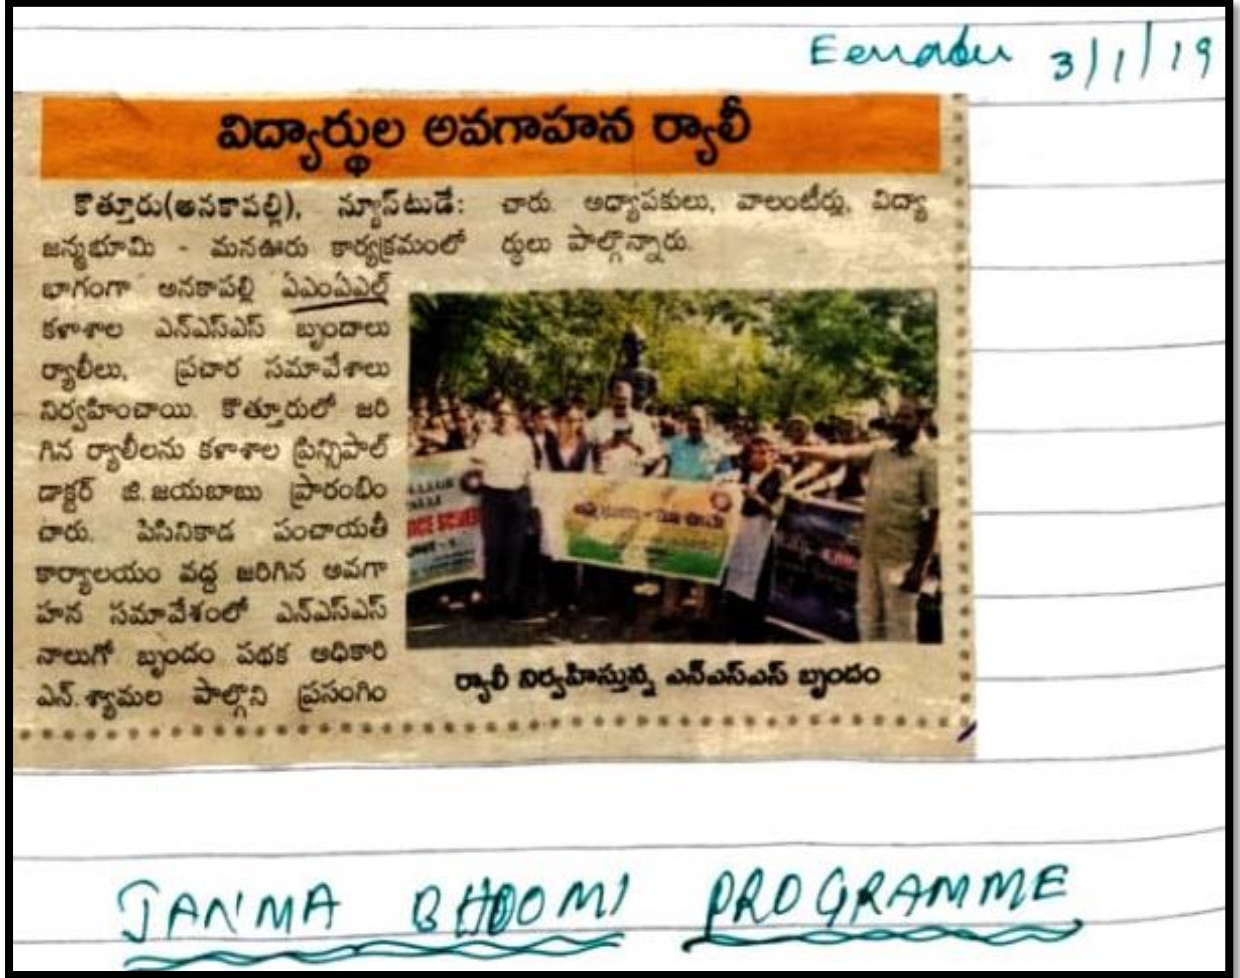 Eenadu 3/1/19
విద్యార్థుల అవగాహన ర్యాలీ
కొత్తూరు(అనకాపల్లి), న్యూస్‌టుడే:
జన్మభూమి - మనఊరు కార్యక్రమంలో
భాగంగా అనకాపల్లి ఏఎంఏఎల్
కళాశాల ఎన్ఎస్ఎస్ బృందాలు
ర్యాలీలు, ప్రచార సమావేశాలు
నిర్వహించాయి. కొత్తూరులో జరి
గిన ర్యాలీలను కళాశాల ప్రిన్సిపాల్
డాక్టర్ జి.జయబాబు ప్రారంభిం
చారు. పిసినికాడ పంచాయతీ
కార్యాలయం వద్ద జరిగిన అవగా
హన సమావేశంలో ఎన్ఎస్ఎస్
నాలుగో బృందం పథక అధికారి
ఎన్.శ్యామల పాల్గొని ప్రసంగిం
చారు. అధ్యాపకులు, వాలంటీర్లు, విద్యా
ర్థులు పాల్గొన్నారు.
ర్యాలీ నిర్వహిస్తున్న ఎన్ఎస్ఎస్ బృందం
JANMA BHOOMI PROGRAMME